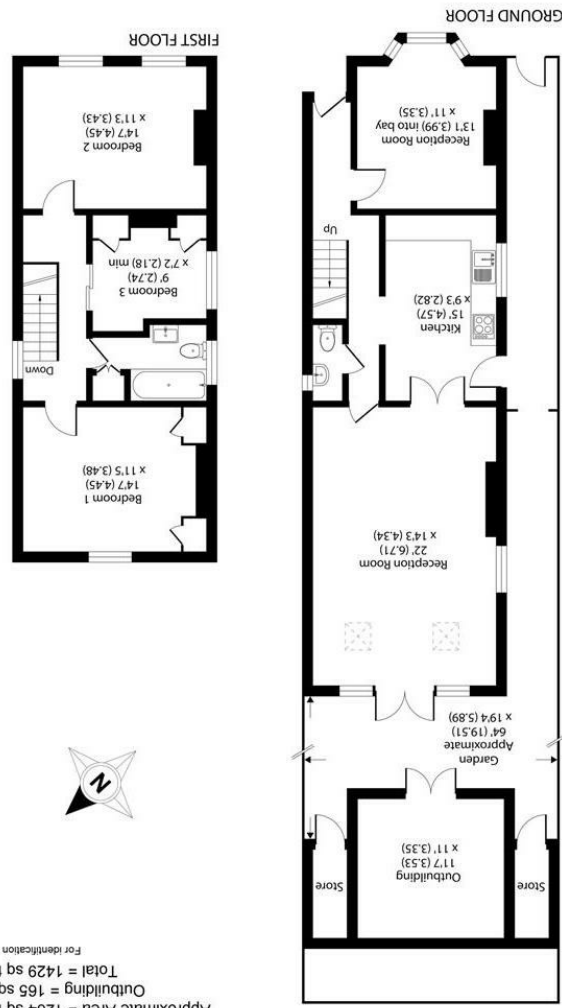 Approximate Area = 1264 sq
Outbuilding = 165 sq
Total = 1429 sq
For identification
N
Store
Outbuilding
11'7 (3.53)
x 11' (3.35)
Store
Garden
Approximate
64' (19.51)
x 19'4 (5.89)
Reception Room
22' (6.71)
x 14'3 (4.34)
Kitchen
15' (4.57)
x 9'3 (2.82)
Up
Reception Room
13'1 (3.99) into bay
x 11' (3.35)
GROUND FLOOR
Bedroom 1
14'7 (4.45)
x 11'5 (3.48)
Down
Bedroom 3
9' (2.74)
x 7'2 (2.18) min
Bedroom 2
14'7 (4.45)
x 11'3 (3.43)
FIRST FLOOR